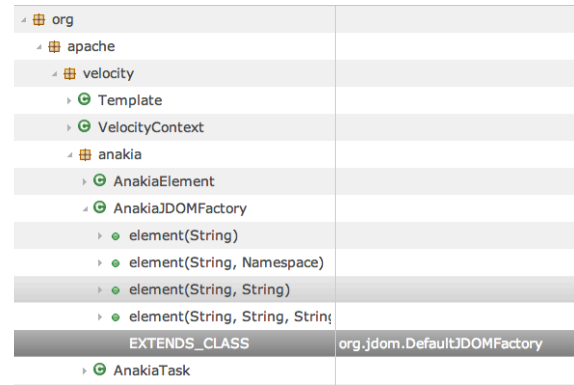 org
apache
velocity
Template
VelocityContext
anakia
AnakiaElement
AnakiaJDOMFactory
element(String)
element(String, Namespace)
element(String, String)
element(String, String, String
EXTENDS_CLASS org.jdom.DefaultJDOMFactory
AnakiaTask